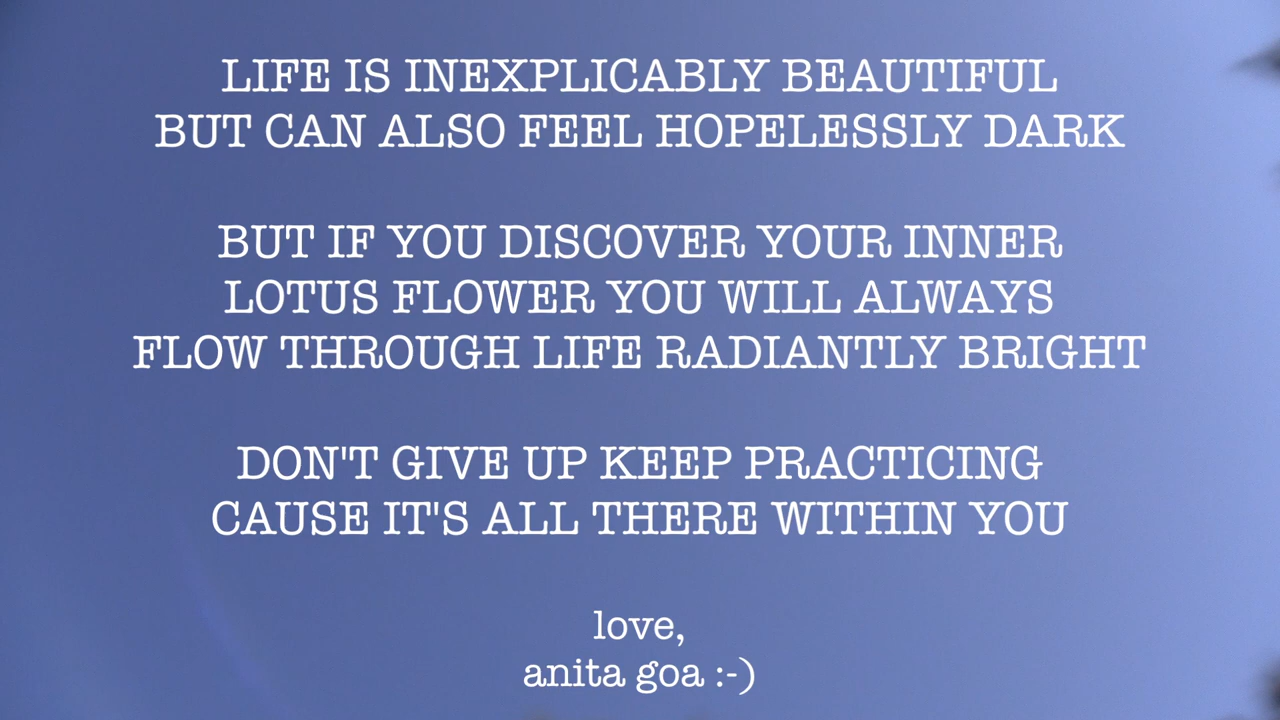 LIFE IS INEXPLICABLY BEAUTIFUL
BUT CAN ALSO FEEL HOPELESSLY DARK
BUT IF YOU DISCOVER YOUR INNER
LOTUS FLOWER YOU WILL ALWAYS
FLOW THROUGH LIFE RADIANTLY BRIGHT
DON'T GIVE UP KEEP PRACTICING
CAUSE IT'S ALL THERE WITHIN YOU
love,
anita goa :-)